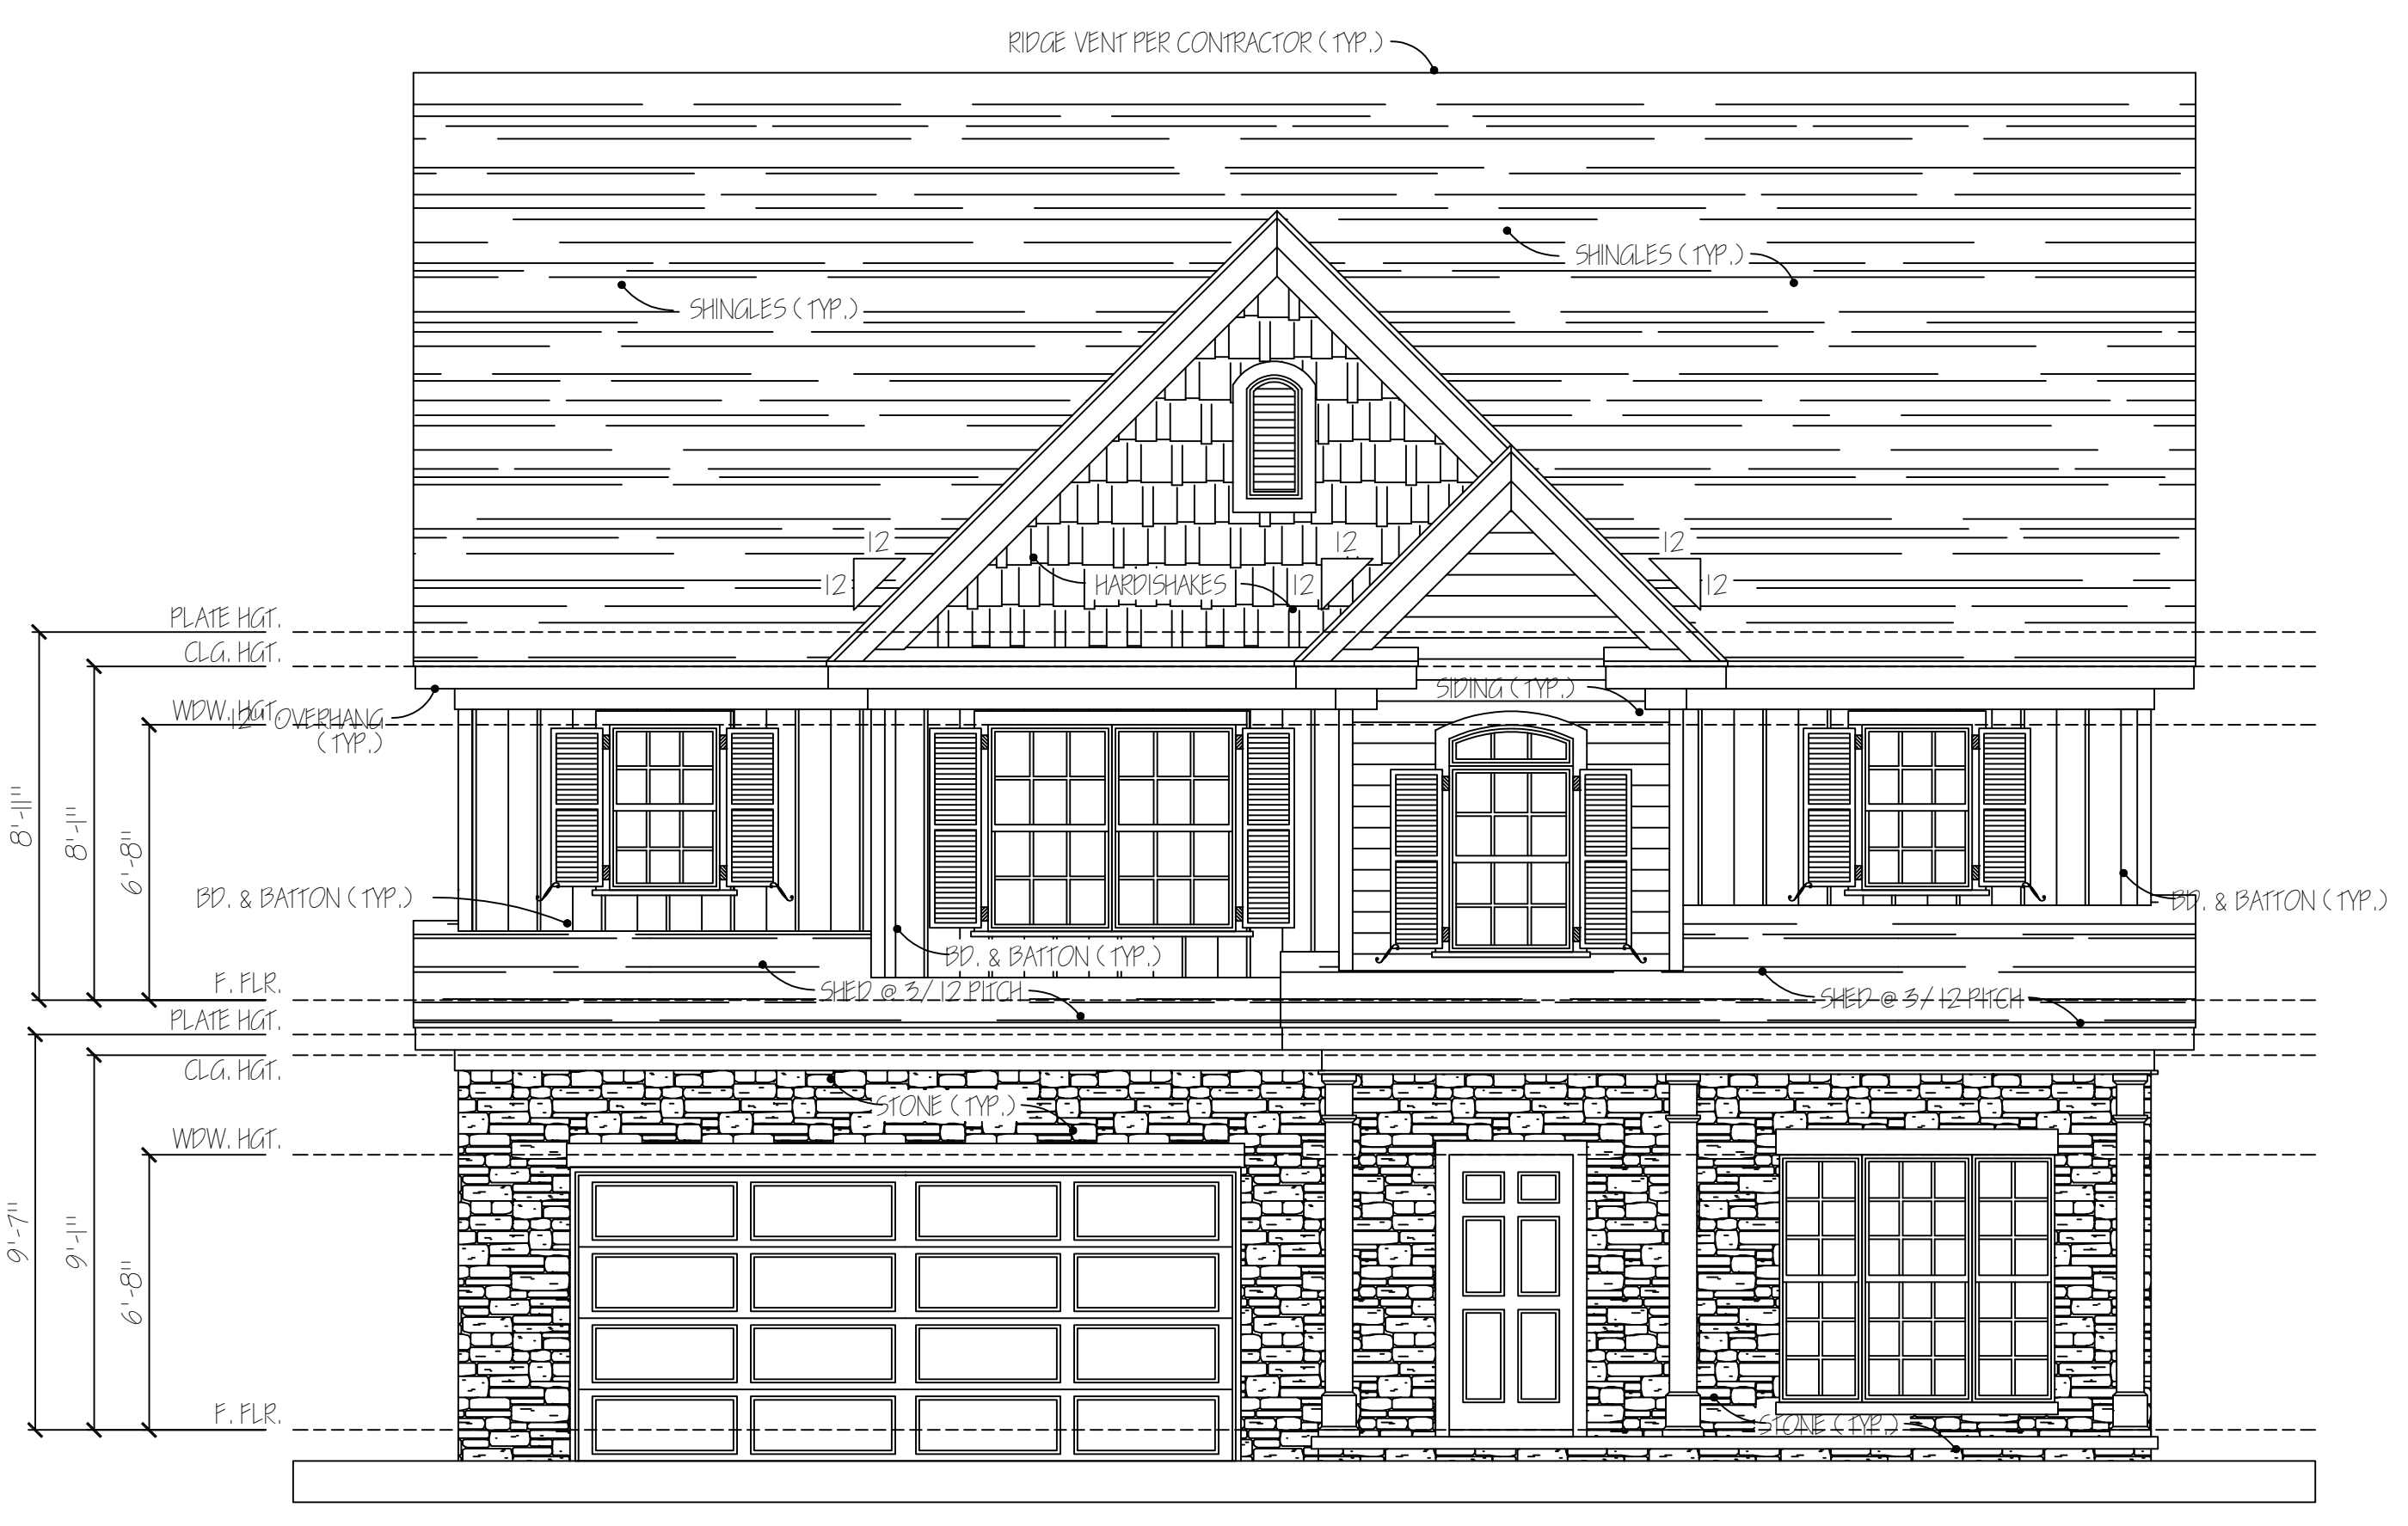 RIDGE VENT PER CONTRACTOR (TYP.)
SHINGLES (TYP.)
SHINGLES (TYP.)
12
12
12
12
HARDISHAKES
12
12
PLATE HGT.
CLG. HGT.
WDW. HGT.
12" OVERHANG
(TYP.)
SIDING (TYP.)
8'-11"
8'-1"
6'-8"
BD. & BATTON (TYP.)
BD. & BATTON (TYP.)
BD. & BATTON (TYP.)
F. FLR.
SHED @ 3/12 PITCH
SHED @ 3/12 PITCH
PLATE HGT.
CLG. HGT.
STONE (TYP.)
WDW. HGT.
9'-7"
9'-1"
6'-8"
F. FLR.
STONE (TYP.)